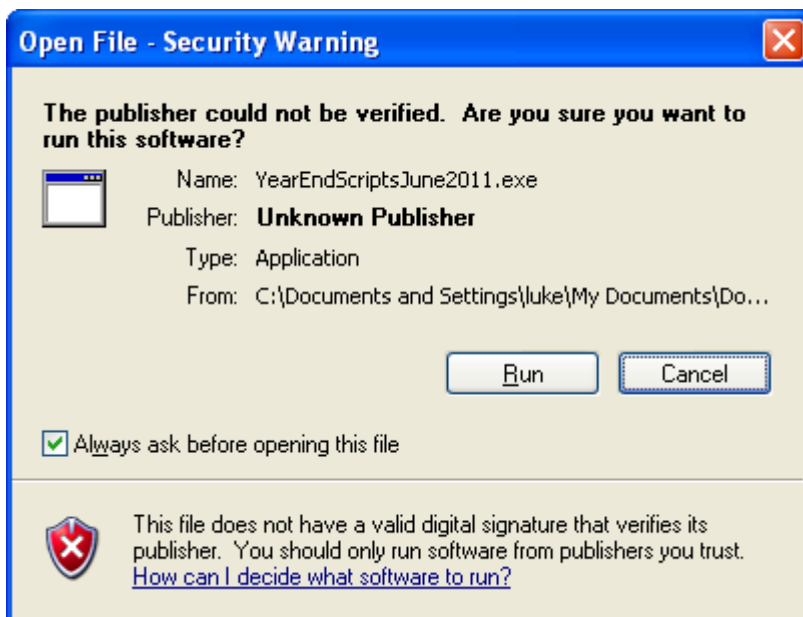 Open File - Security Warning
The publisher could not be verified. Are you sure you want to
run this software?
Name: YearEndScriptsJune2011.exe
Publisher: Unknown Publisher
Type: Application
From: C:\Documents and Settings\luke\My Documents\Do...
Run Cancel
Always ask before opening this file
This file does not have a valid digital signature that verifies its
publisher. You should only run software from publishers you trust.
How can I decide what software to run?